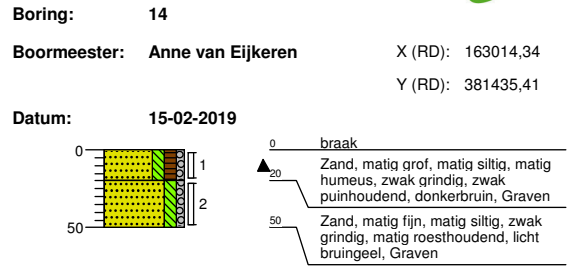 Boring: 14
Boormeester: Anne van Eijkeren X (RD): 163014,34
Y (RD): 381435,41
Datum: 15-02-2019
0
50
1
2
0 braak
Zand, matig grof, matig siltig, matig
20 humeus, zwak grindig, zwak
puinhoudend, donkerbruin, Graven
50 Zand, matig fijn, matig siltig, zwak
grindig, matig roesthoudend, licht
bruingeel, Graven